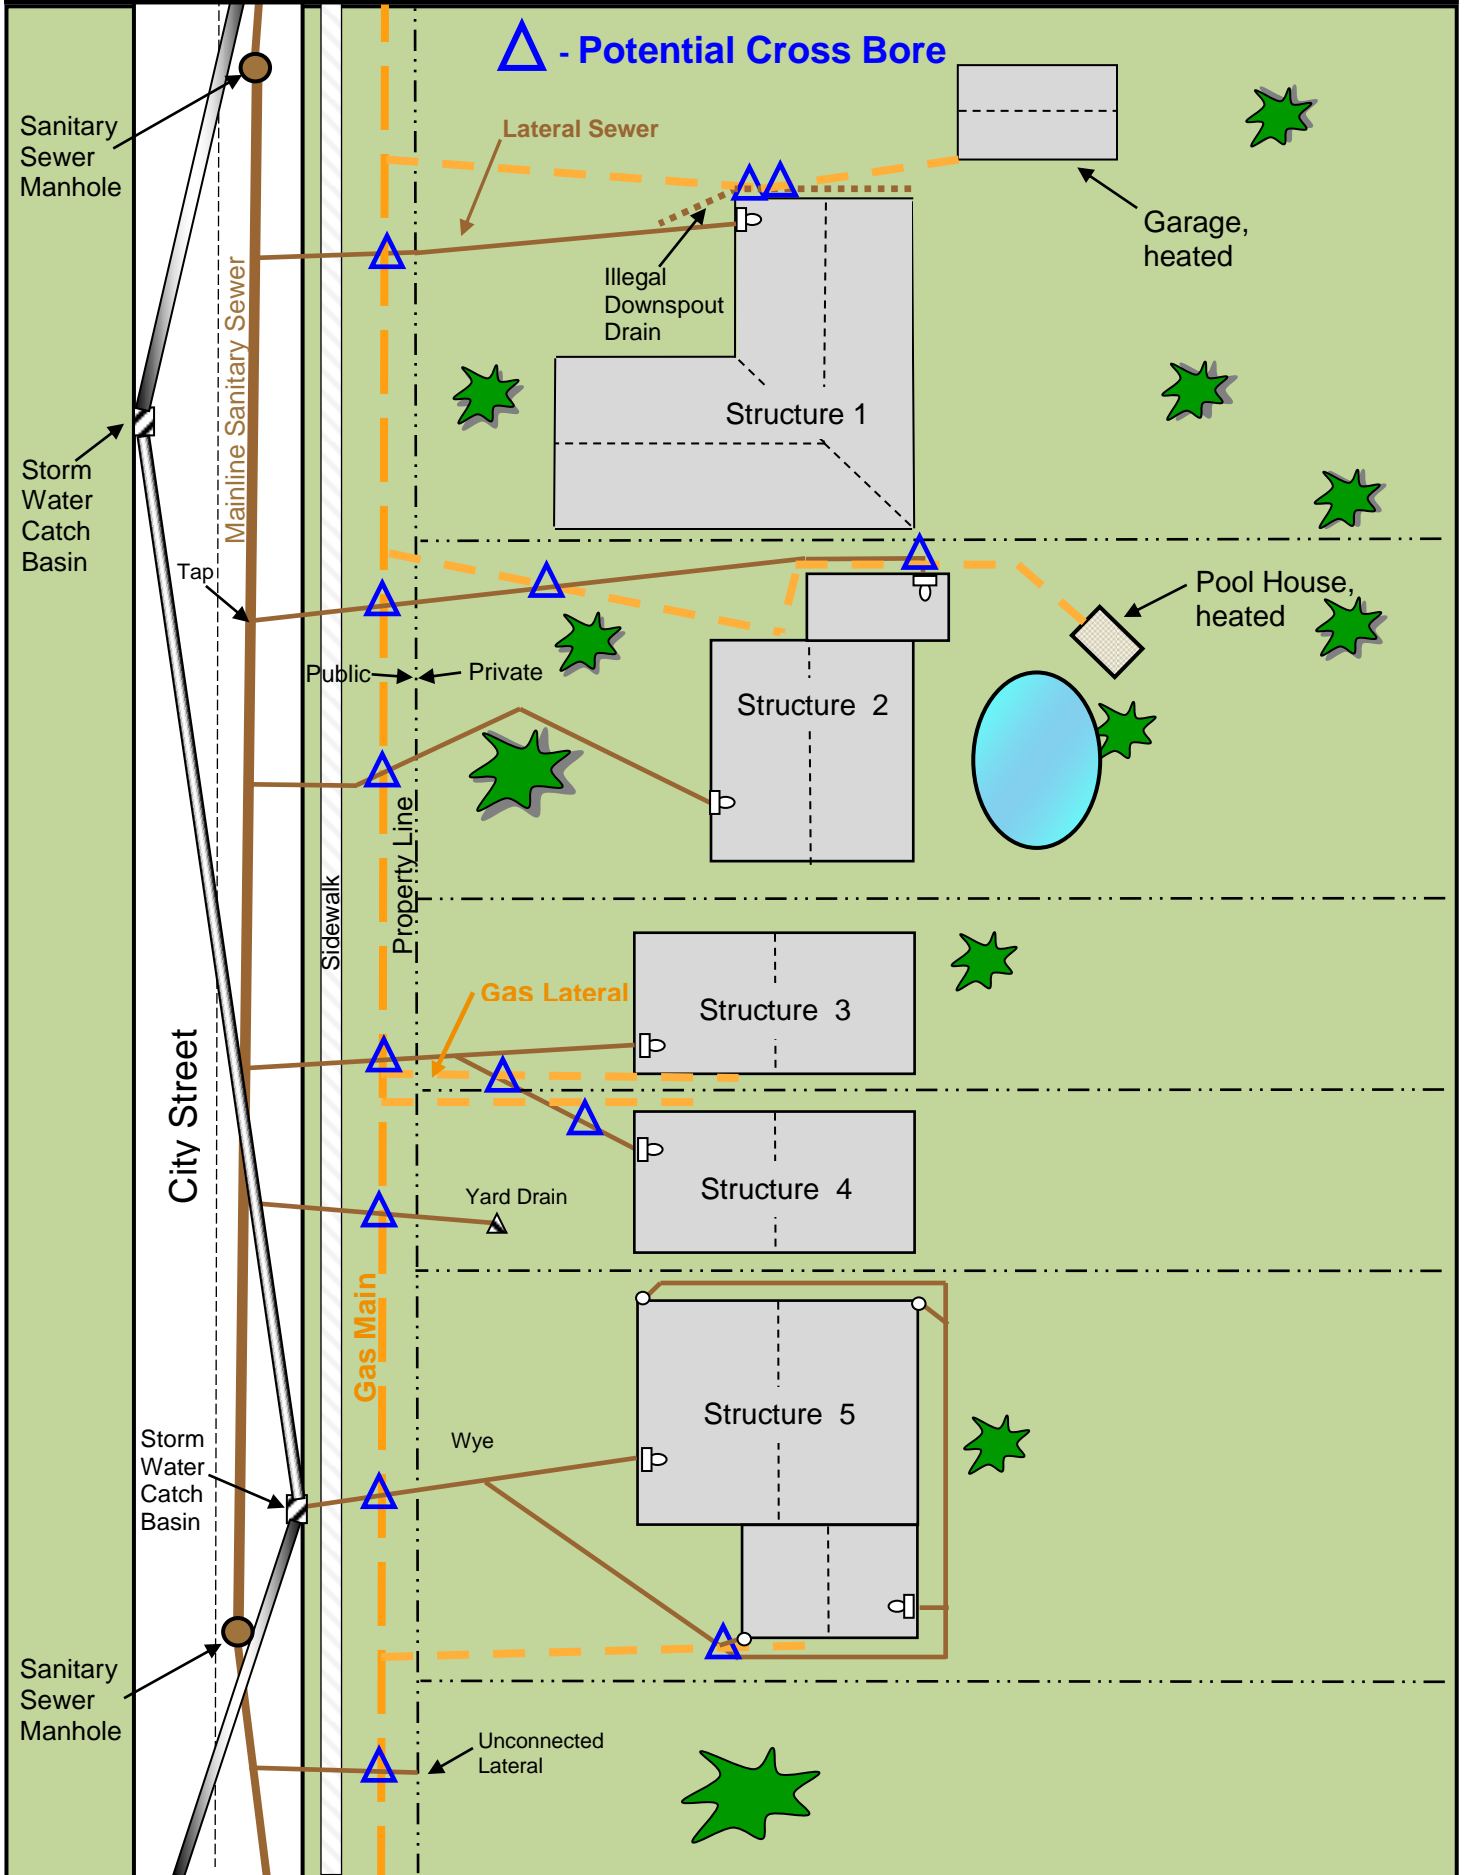 - Potential Cross Bore
Sanitary
Sewer
Manhole
Lateral Sewer
Garage,
heated
Illegal
Downspout
Drain
Mainline Sanitary Sewer
Structure 1
Storm
Water
Catch
Basin
Tap
Pool House,
heated
Public
Private
Structure 2
Property Line
Sidewalk
Gas Lateral
Structure 3
City Street
Structure 4
Yard Drain
Gas Main
Structure 5
Wye
Storm
Water
Catch
Basin
Sanitary
Sewer
Manhole
Unconnected
Lateral